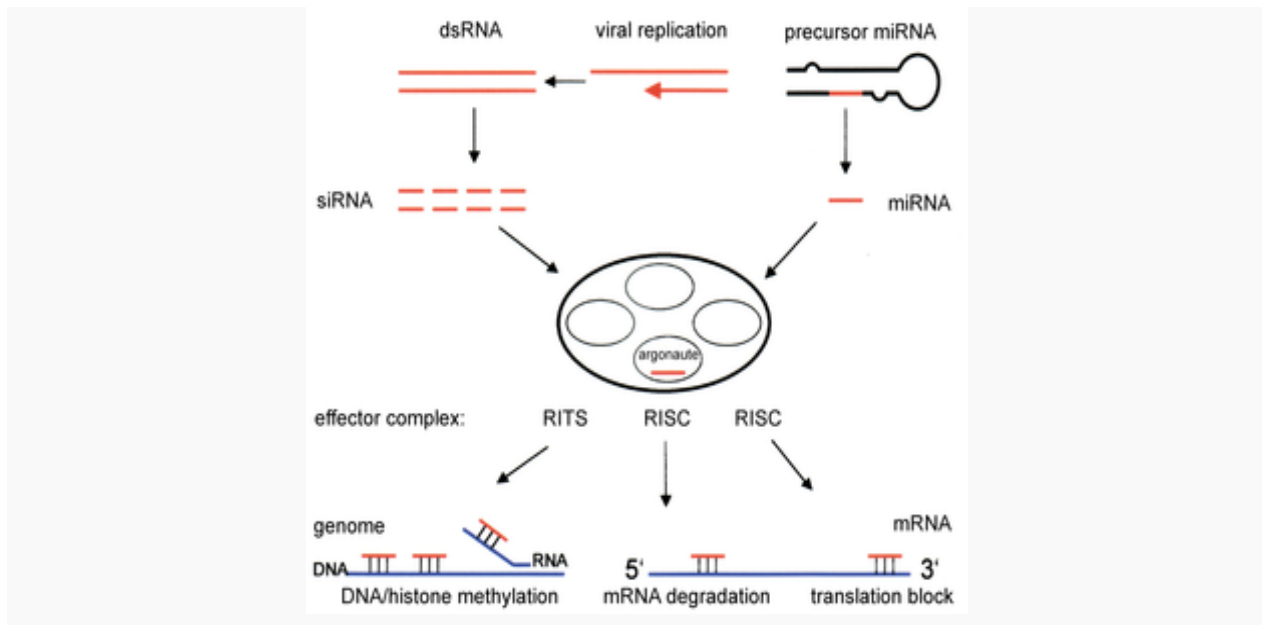 dsRNA viral replication precursor miRNA
siRNA miRNA
argonaute
effector complex: RITS RISC RISC
genome mRNA
DNA RNA 5‘ 3‘
DNA/histone methylation mRNA degradation translation block